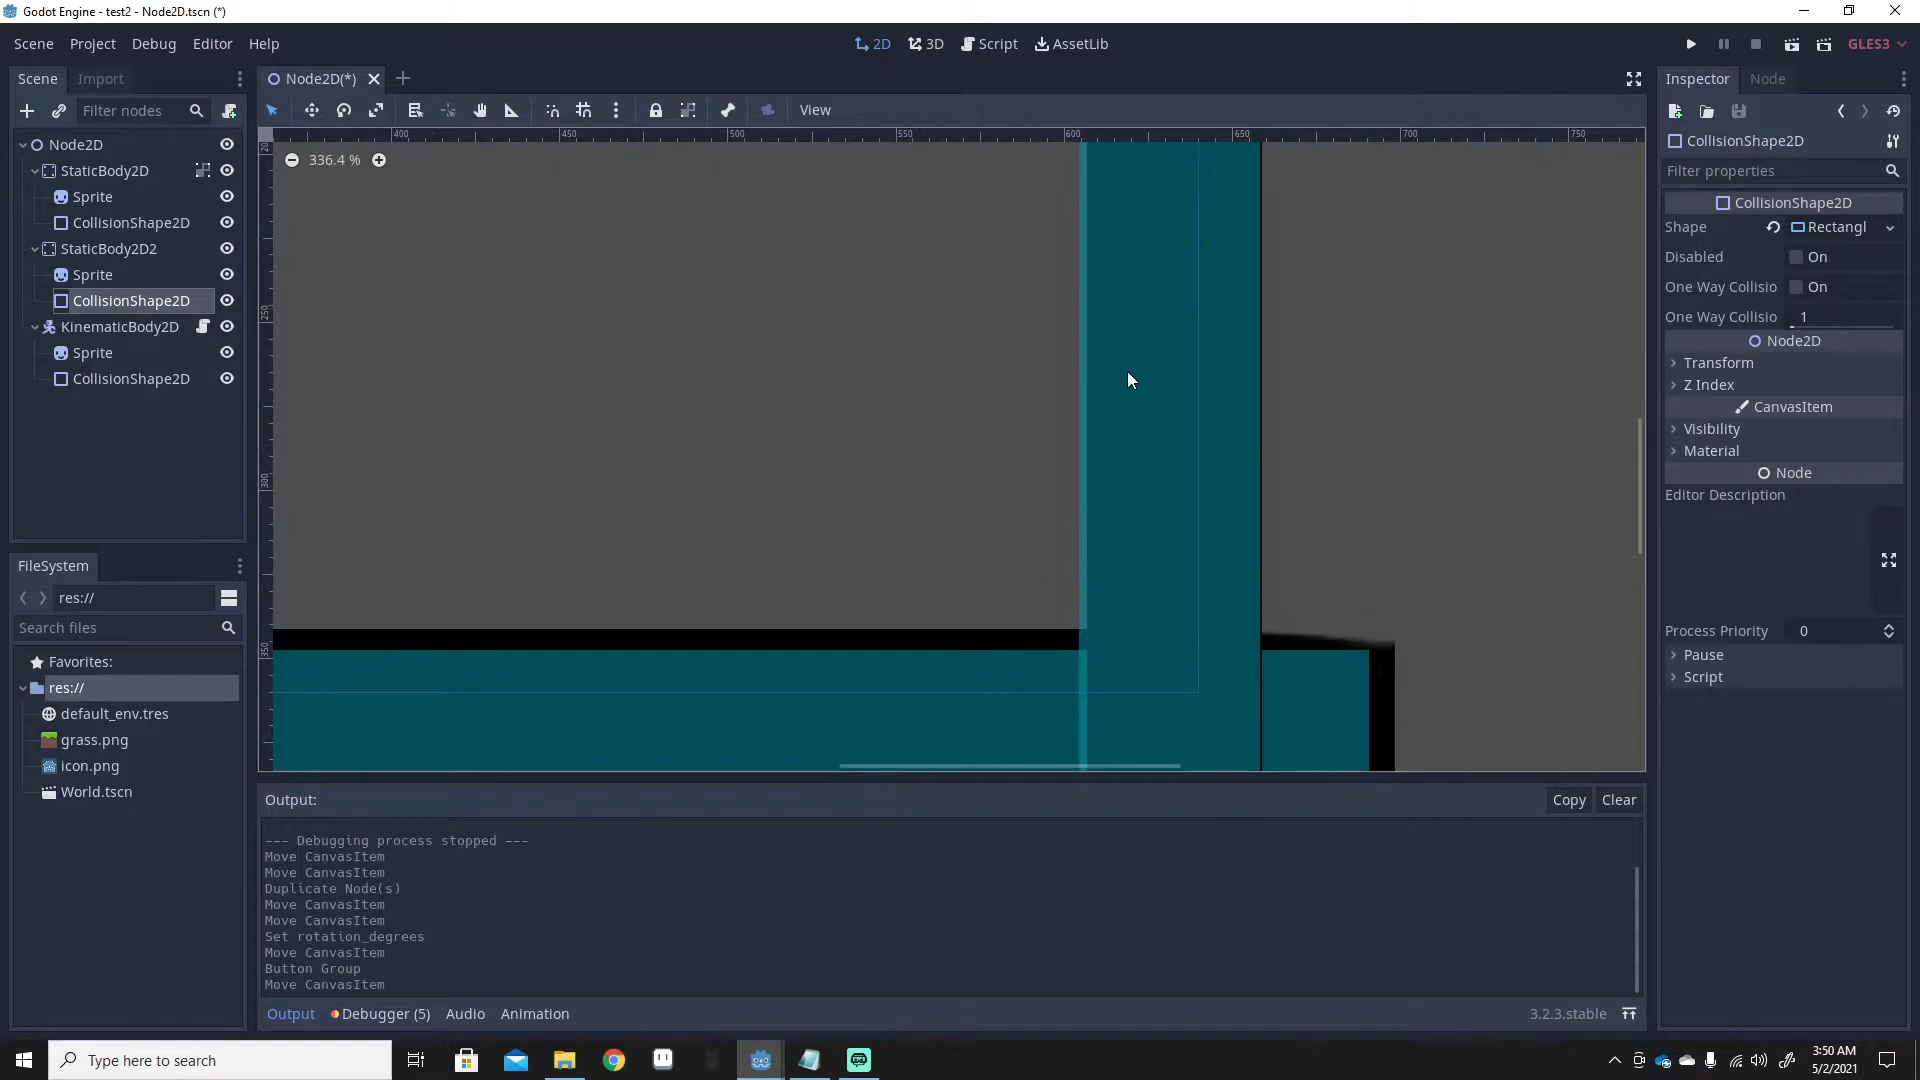 Godot Engine - test2 - Node2D.tscn (*)
Scene Project Debug Editor Help
2D 3D Script AssetLib
GLES3
Scene Import
Node2D(*)
Inspector Node
Filter nodes
View
Node2D
StaticBody2D
Sprite
CollisionShape2D
StaticBody2D2
Sprite
CollisionShape2D
KinematicBody2D
Sprite
CollisionShape2D
400 450 500 550 600 650 700 750
336.4 %
250
300
350
CollisionShape2D
Filter properties
CollisionShape2D
Shape Rectangl
Disabled On
One Way Collisio On
One Way Collisio 1
Node2D
Transform
Z Index
CanvasItem
Visibility
Material
Node
Editor Description
Process Priority 0
Pause
Script
FileSystem
res://
Search files
Favorites:
res://
default_env.tres
grass.png
icon.png
World.tscn
Output:
Copy Clear
--- Debugging process stopped ---
Move CanvasItem
Move CanvasItem
Duplicate Node(s)
Move CanvasItem
Move CanvasItem
Set rotation_degrees
Move CanvasItem
Button Group
Move CanvasItem
Output Debugger (5) Audio Animation
3.2.3.stable
Type here to search
3:50 AM
5/2/2021